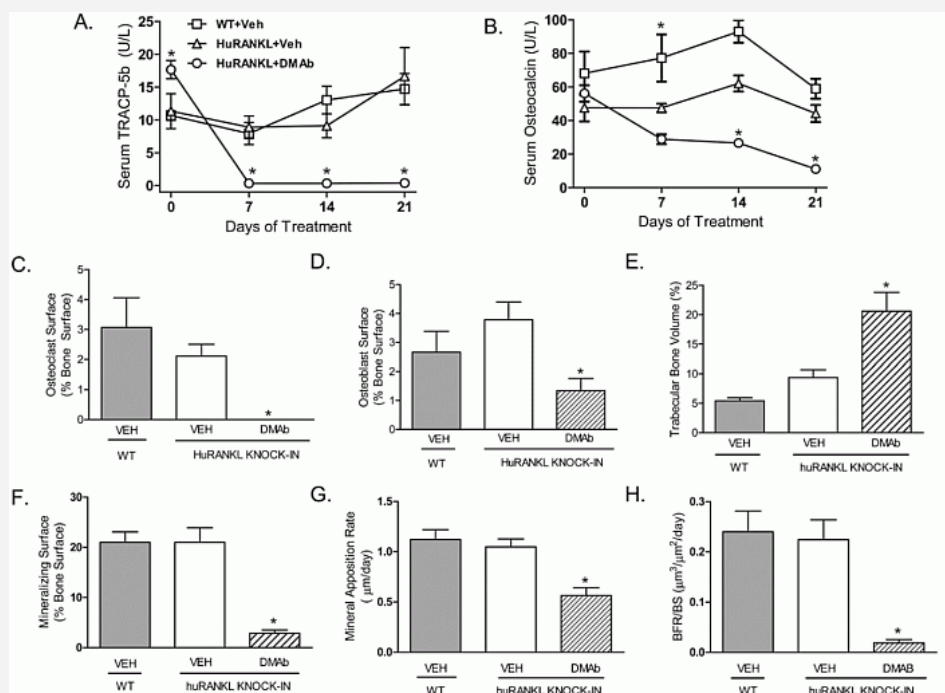 A.
WT+Veh
HuRANKL+Veh
HuRANKL+DMAb
Serum TRACP-5b (U/L)
25
20
15
10
5
0
*
*
*
*
0 7 14 21
Days of Treatment
B.
Serum Osteocalcin (U/L)
100
80
60
40
20
0
*
*
*
0 7 14 21
Days of Treatment
C.
Osteoclast Surface
(% Bone Surface)
5
4
3
2
1
0
*
VEH VEH DMAb
WT HuRANKL KNOCK-IN
D.
Osteoblast Surface
(% Bone Surface)
5
4
3
2
1
0
*
VEH VEH DMAb
WT HuRANKL KNOCK-IN
E.
Trabecular Bone Volume (%)
25
20
15
10
5
0
*
VEH VEH DMAb
WT huRANKL KNOCK-IN
F.
Mineralizing Surface
(% Bone Surface)
30
20
10
0
*
VEH VEH DMAb
WT huRANKL KNOCK-IN
G.
Mineral Apposition Rate
( µm/day)
1.5
1.0
0.5
0.0
*
VEH VEH DMAb
WT huRANKL KNOCK-IN
H.
BFR/BS (µm³/µm²/day)
0.3
0.2
0.1
0.0
*
VEH VEH DMAB
WT huRANKL KNOCK-IN